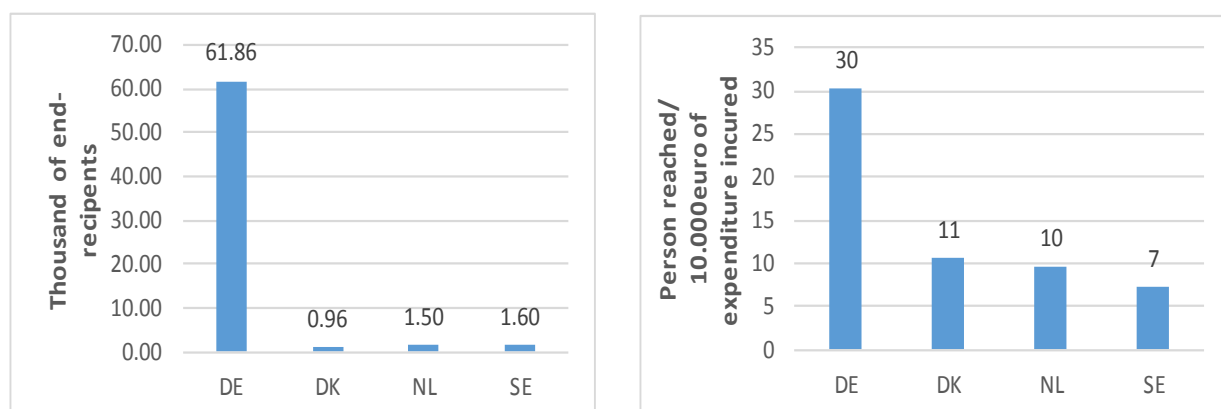 Thousand of end-
recipents
70.00
60.00
50.00
40.00
30.00
20.00
10.00
0.00
61.86
0.96
1.50
1.60
DE
DK
NL
SE
Person reached/
10.000euro of
expenditure incured
35
30
25
20
15
10
5
0
30
11
10
7
DE
DK
NL
SE